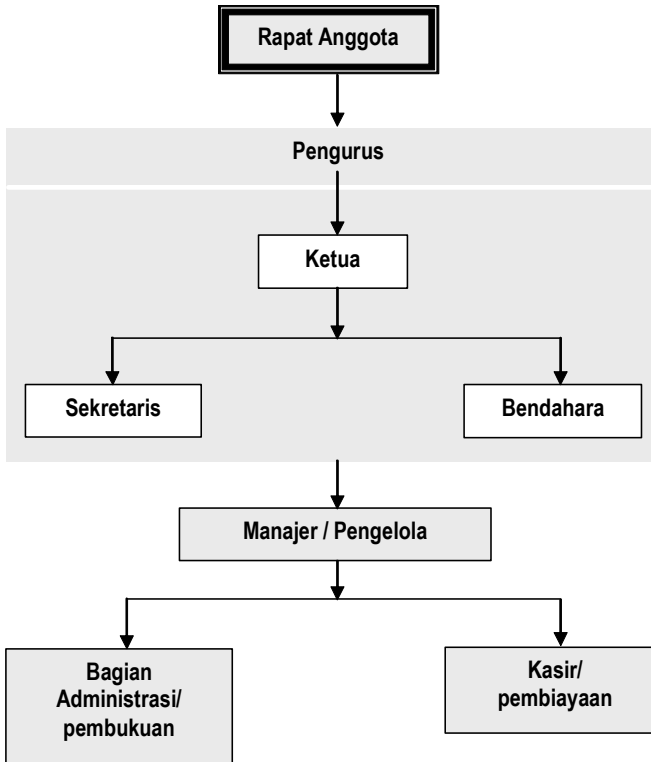 Rapat Anggota
Pengurus
Ketua
Sekretaris
Bendahara
Manajer / Pengelola
Bagian
Administrasi/
pembukuan
Kasir/
pembiayaan